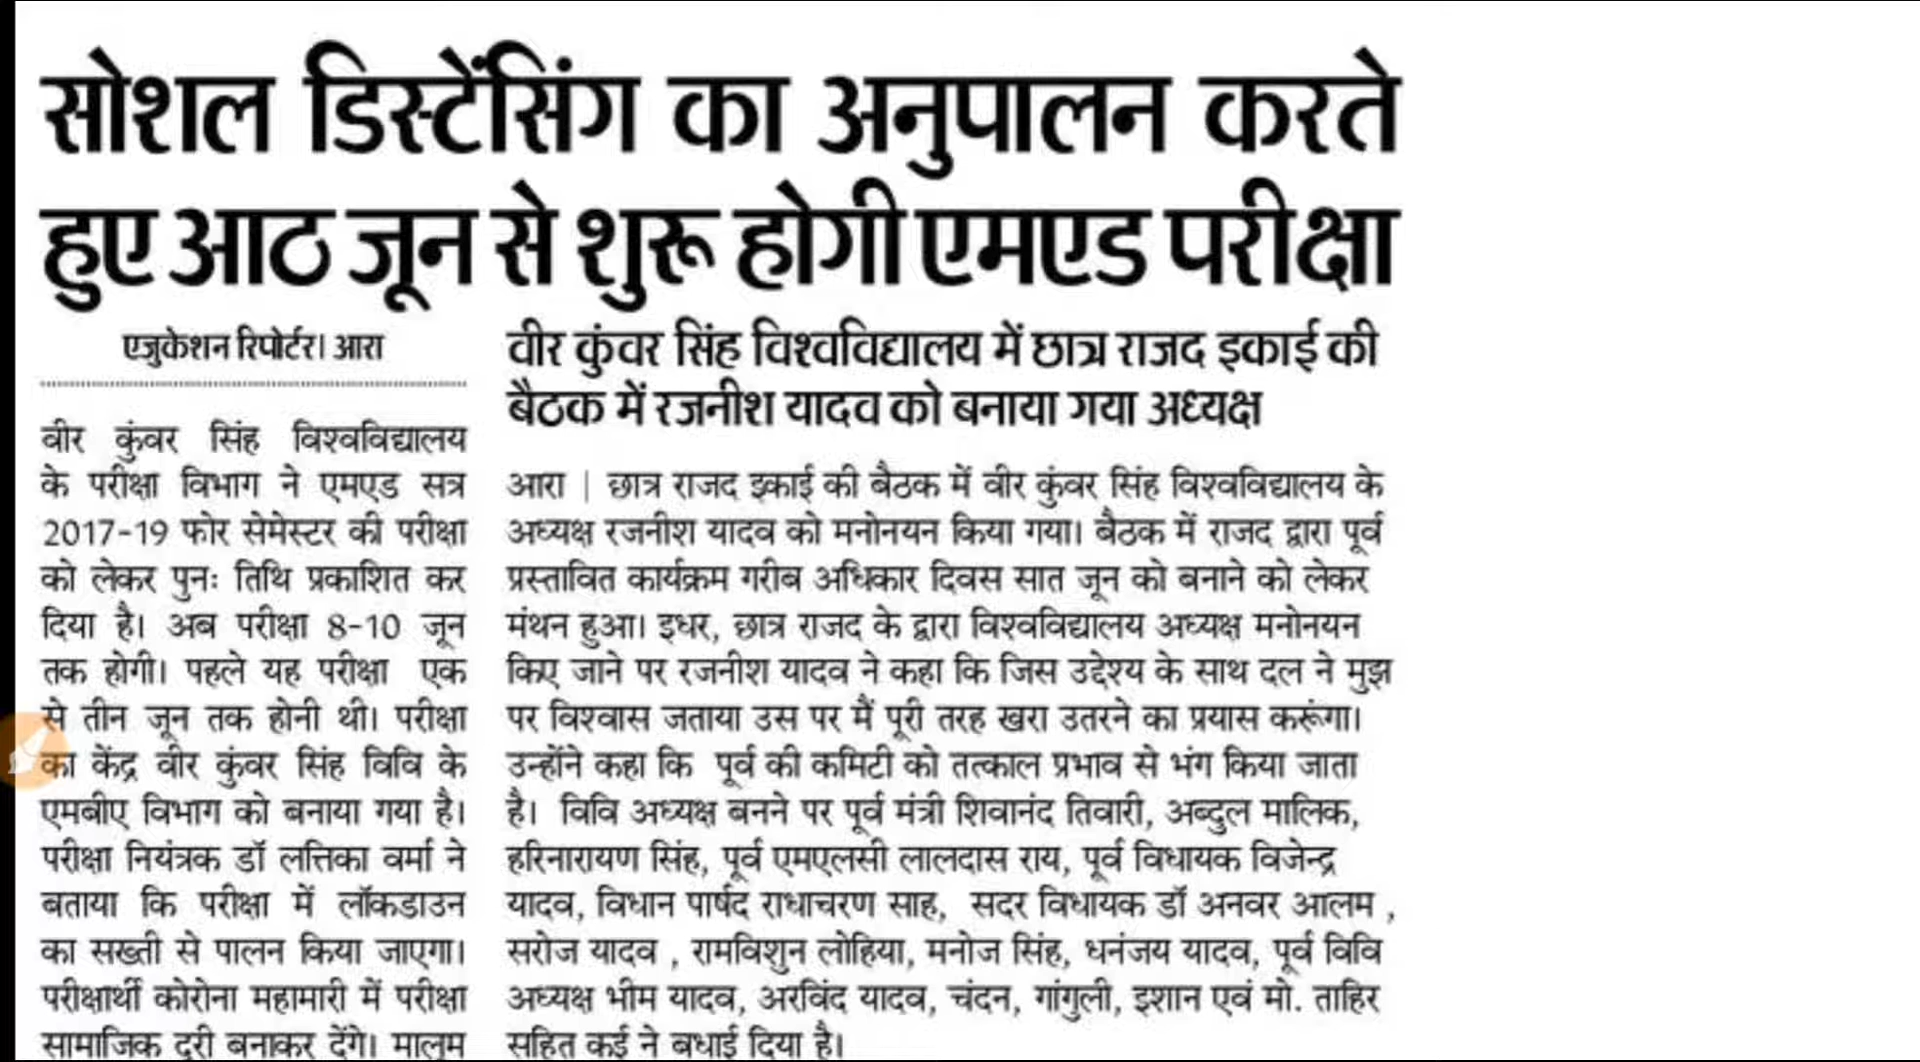 सोशल डिस्टेंसिंग का अनुपालन करते
हुए आठ जून से शुरू होगी एमएड परीक्षा
एजुकेशन रिपोर्टर। आरा
वीर कुंवर सिंह विश्वविद्यालय
के परीक्षा विभाग ने एमएड सत्र
2017-19 फोर सेमेस्टर की परीक्षा
को लेकर पुनः तिथि प्रकाशित कर
दिया है। अब परीक्षा 8-10 जून
तक होगी। पहले यह परीक्षा एक
से तीन जून तक होनी थी। परीक्षा
का केंद्र वीर कुंवर सिंह विवि के
एमबीए विभाग को बनाया गया है।
परीक्षा नियंत्रक डॉ लत्तिका वर्मा ने
बताया कि परीक्षा में लॉकडाउन
का सख्ती से पालन किया जाएगा।
परीक्षार्थी कोरोना महामारी में परीक्षा
सामाजिक दूरी बनाकर देंगे। मालूम
वीर कुंवर सिंह विश्वविद्यालय में छात्र राजद इकाई की
बैठक में रजनीश यादव को बनाया गया अध्यक्ष
आरा | छात्र राजद इकाई की बैठक में वीर कुंवर सिंह विश्वविद्यालय के
अध्यक्ष रजनीश यादव को मनोनयन किया गया। बैठक में राजद द्वारा पूर्व
प्रस्तावित कार्यक्रम गरीब अधिकार दिवस सात जून को बनाने को लेकर
मंथन हुआ। इधर, छात्र राजद के द्वारा विश्वविद्यालय अध्यक्ष मनोनयन
किए जाने पर रजनीश यादव ने कहा कि जिस उद्देश्य के साथ दल ने मुझ
पर विश्वास जताया उस पर मैं पूरी तरह खरा उतरने का प्रयास करूंगा।
उन्होंने कहा कि पूर्व की कमिटी को तत्काल प्रभाव से भंग किया जाता
है। विवि अध्यक्ष बनने पर पूर्व मंत्री शिवानंद तिवारी, अब्दुल मालिक,
हरिनारायण सिंह, पूर्व एमएलसी लालदास राय, पूर्व विधायक विजेन्द्र
यादव, विधान पार्षद राधाचरण साह, सदर विधायक डॉ अनवर आलम ,
सरोज यादव , रामविशुन लोहिया, मनोज सिंह, धनंजय यादव, पूर्व विवि
अध्यक्ष भीम यादव, अरविंद यादव, चंदन, गांगुली, इशान एवं मो. ताहिर
सहित कई ने बधाई दिया है।